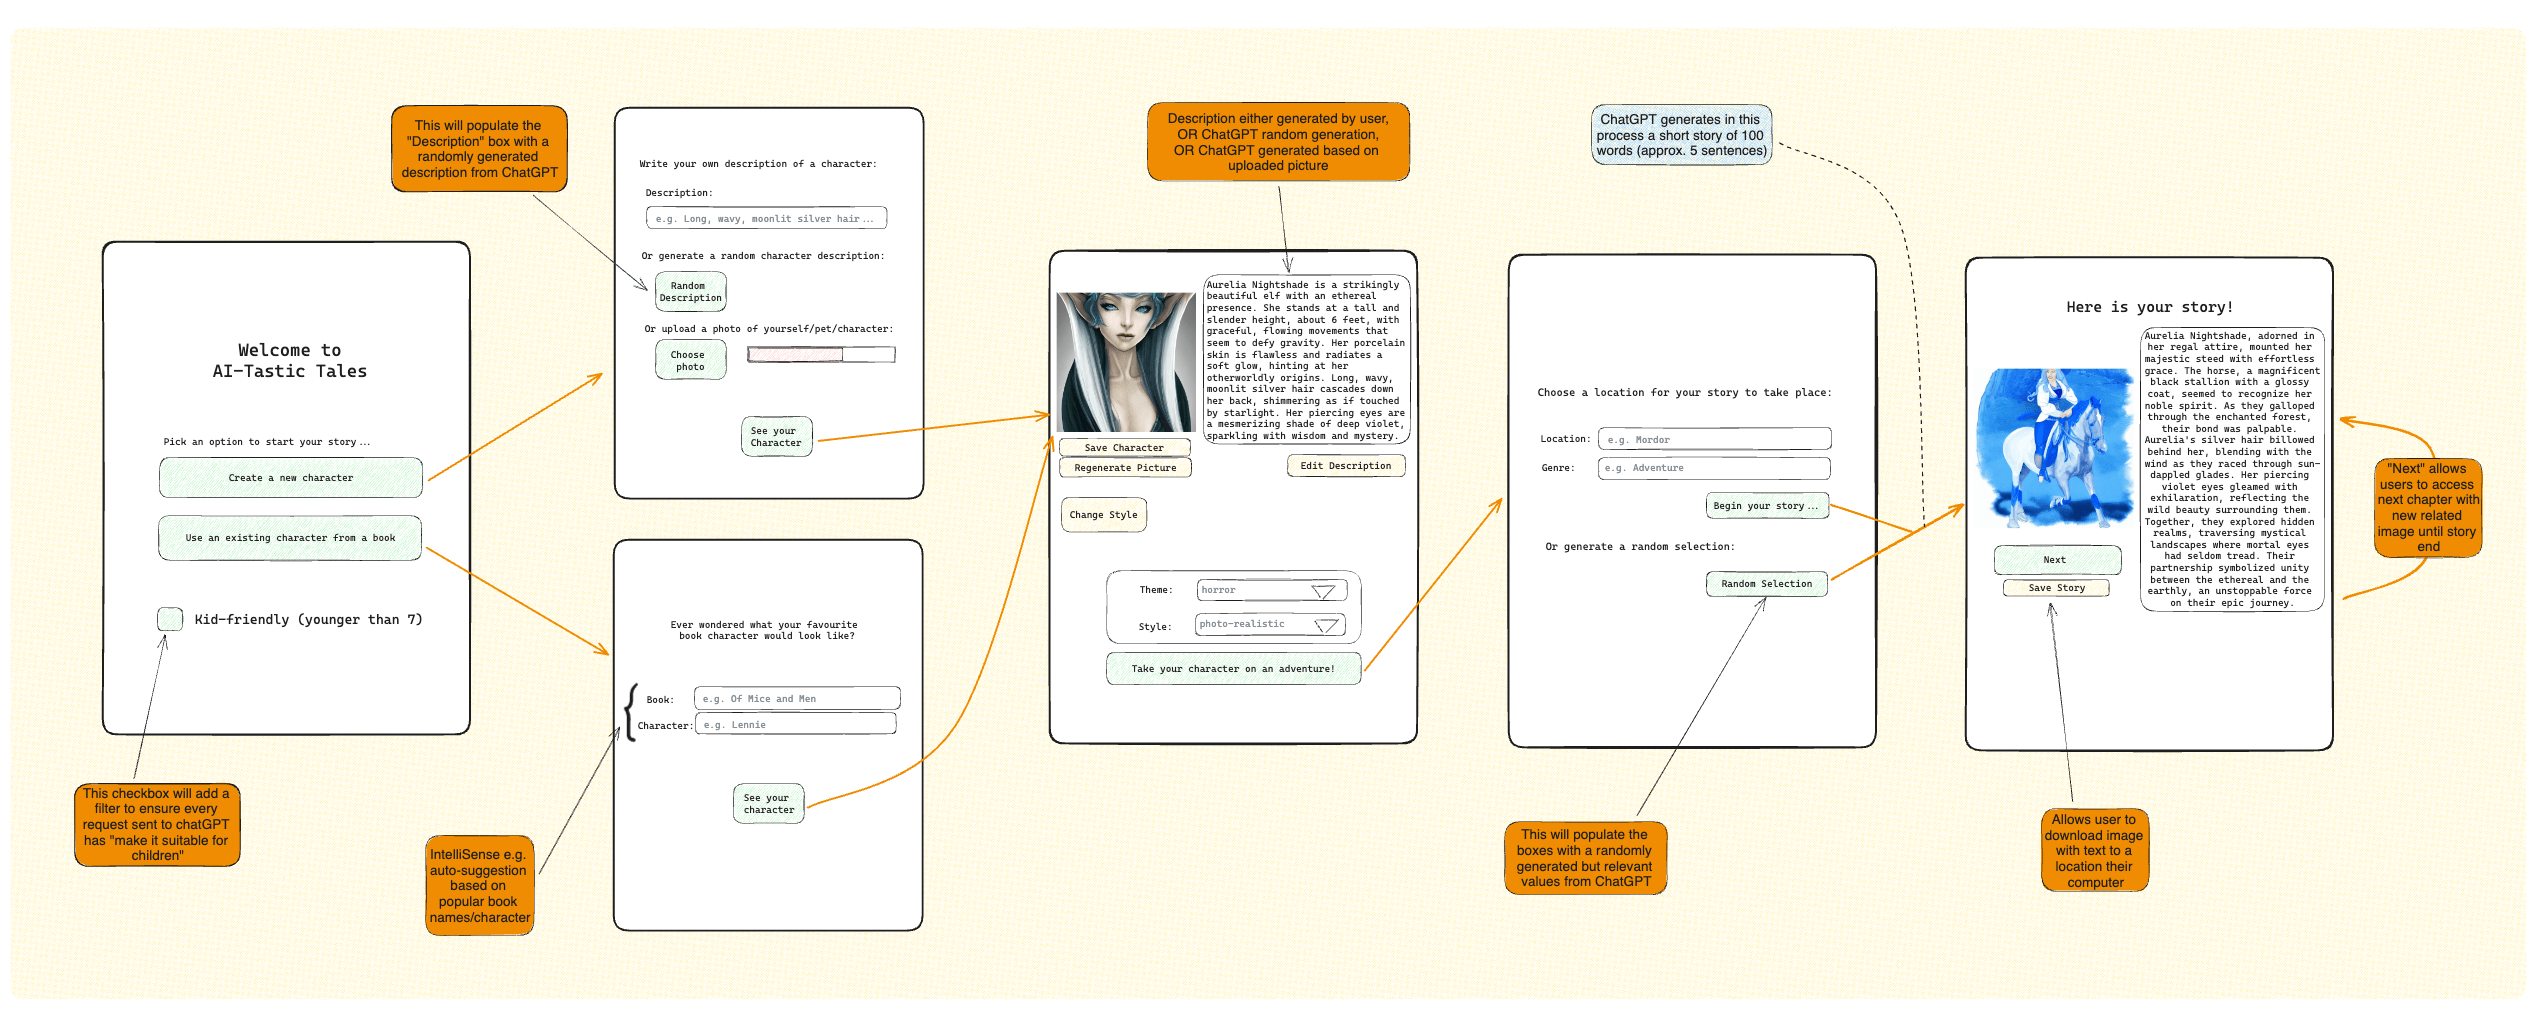 This will populate the
"Description" box with a
randomly generated
description from ChatGPT
Welcome to
AI-Tastic Tales
Pick an option to start your story...
Create a new character
Use an existing character from a book
Kid-friendly (younger than 7)
This checkbox will add a
filter to ensure every
request sent to chatGPT
has "make it suitable for
children"
Write your own description of a character:
Description:
e.g. Long, wavy, moonlit silver hair...
Or generate a random character description:
Random
Description
Or upload a photo of yourself/pet/character:
Choose
photo
See your
Character
Ever wondered what your favourite
book character would look like?
Book:
e.g. Of Mice and Men
Character:
e.g. Lennie
See your
character
IntelliSense e.g.
auto-suggestion
based on
popular book
names/character
Description either generated by user,
OR ChatGPT random generation,
OR ChatGPT generated based on
uploaded picture
Aurelia Nightshade is a strikingly
beautiful elf with an ethereal
presence. She stands at a tall and
slender height, about 6 feet, with
graceful, flowing movements that
seem to defy gravity. Her porcelain
skin is flawless and radiates a
soft glow, hinting at her
otherworldly origins. Long, wavy,
moonlit silver hair cascades down
her back, shimmering as if touched
by starlight. Her piercing eyes are
a mesmerizing shade of deep violet,
sparkling with wisdom and mystery.
Save Character
Regenerate Picture
Edit Description
Change Style
Theme:
horror
Style:
photo-realistic
Take your character on an adventure!
ChatGPT generates in this
process a short story of 100
words (approx. 5 sentences)
Choose a location for your story to take place:
Location:
e.g. Mordor
Genre:
e.g. Adventure
Begin your story...
Or generate a random selection:
Random Selection
This will populate the
boxes with a randomly
generated but relevant
values from ChatGPT
Here is your story!
Aurelia Nightshade, adorned in
her regal attire, mounted her
majestic steed with effortless
grace. The horse, a magnificent
black stallion with a glossy
coat, seemed to recognize her
noble spirit. As they galloped
through the enchanted forest,
their bond was palpable.
Aurelia's silver hair billowed
behind her, blending with the
wind as they raced through sun-
dappled glades. Her piercing
violet eyes gleamed with
exhilaration, reflecting the
wild beauty surrounding them.
Together, they explored hidden
realms, traversing mystical
landscapes where mortal eyes
had seldom tread. Their
partnership symbolized unity
between the ethereal and the
earthly, an unstoppable force
on their epic journey.
Next
Save Story
"Next" allows
users to access
next chapter with
new related
image until story
end
Allows user to
download image
with text to a
location their
computer